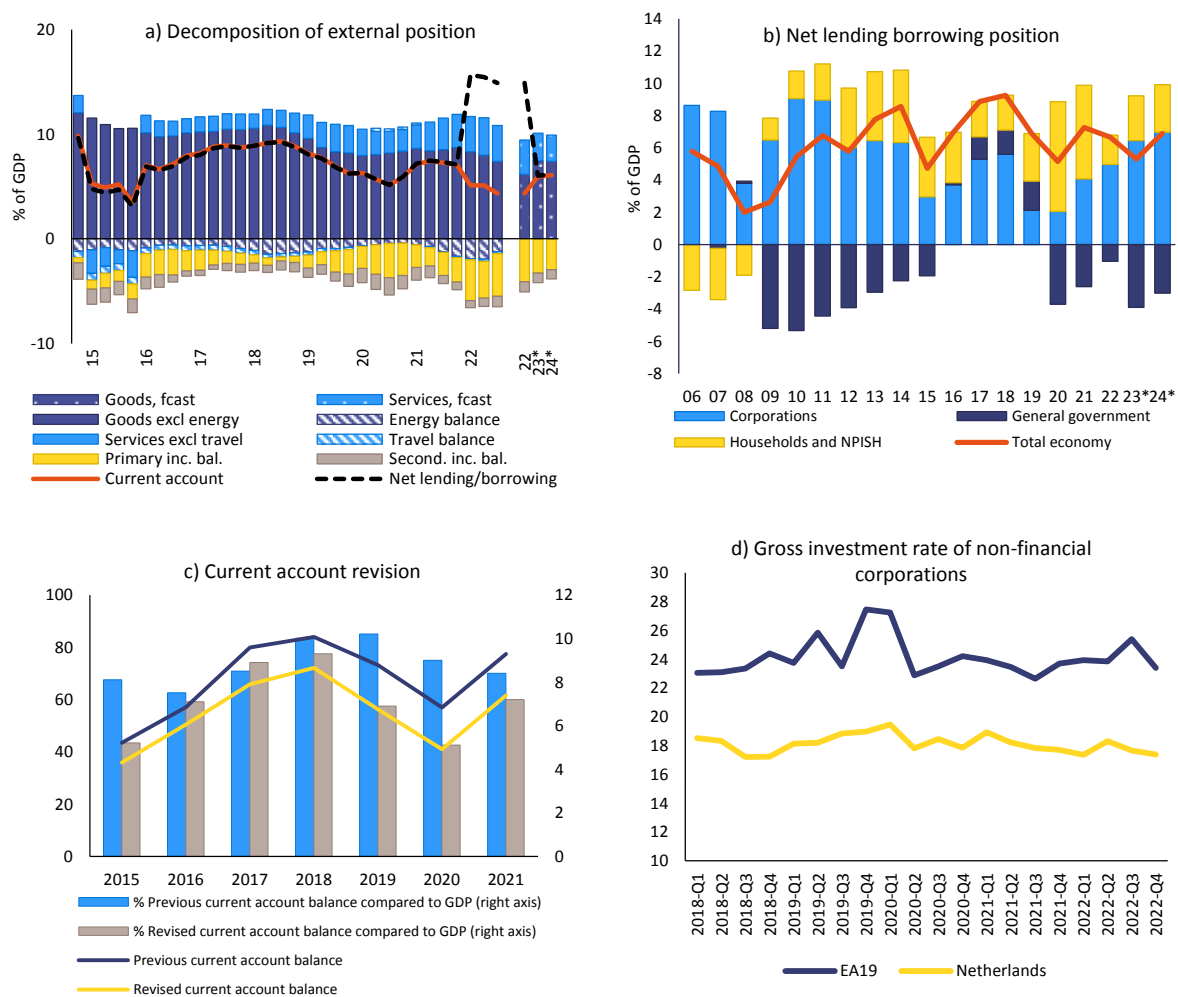 a) Decomposition of external position
20
10
0
-10
% of GDP
15
16
17
18
19
20
21
22
22
23*
24*
Goods, fcast
Services, fcast
Goods excl energy
Energy balance
Services excl travel
Travel balance
Primary inc. bal.
Second. inc. bal.
Current account
Net lending/borrowing
b) Net lending borrowing position
14
12
10
8
6
4
2
0
-2
-4
-6
-8
% of GDP
06 07 08 09 10 11 12 13 14 15 16 17 18 19 20 21 22 23* 24*
Corporations
General government
Households and NPISH
Total economy
c) Current account revision
100
80
60
40
20
0
12
10
8
6
4
2
0
2015 2016 2017 2018 2019 2020 2021
% Previous current account balance compared to GDP (right axis)
% Revised current account balance compared to GDP (right axis)
Previous current account balance
Revised current account balance
d) Gross investment rate of non-financial
corporations
30
28
26
24
22
20
18
16
14
12
10
2018-Q1
2018-Q2
2018-Q3
2018-Q4
2019-Q1
2019-Q2
2019-Q3
2019-Q4
2020-Q1
2020-Q2
2020-Q3
2020-Q4
2021-Q1
2021-Q2
2021-Q3
2021-Q4
2022-Q1
2022-Q2
2022-Q3
2022-Q4
EA19
Netherlands